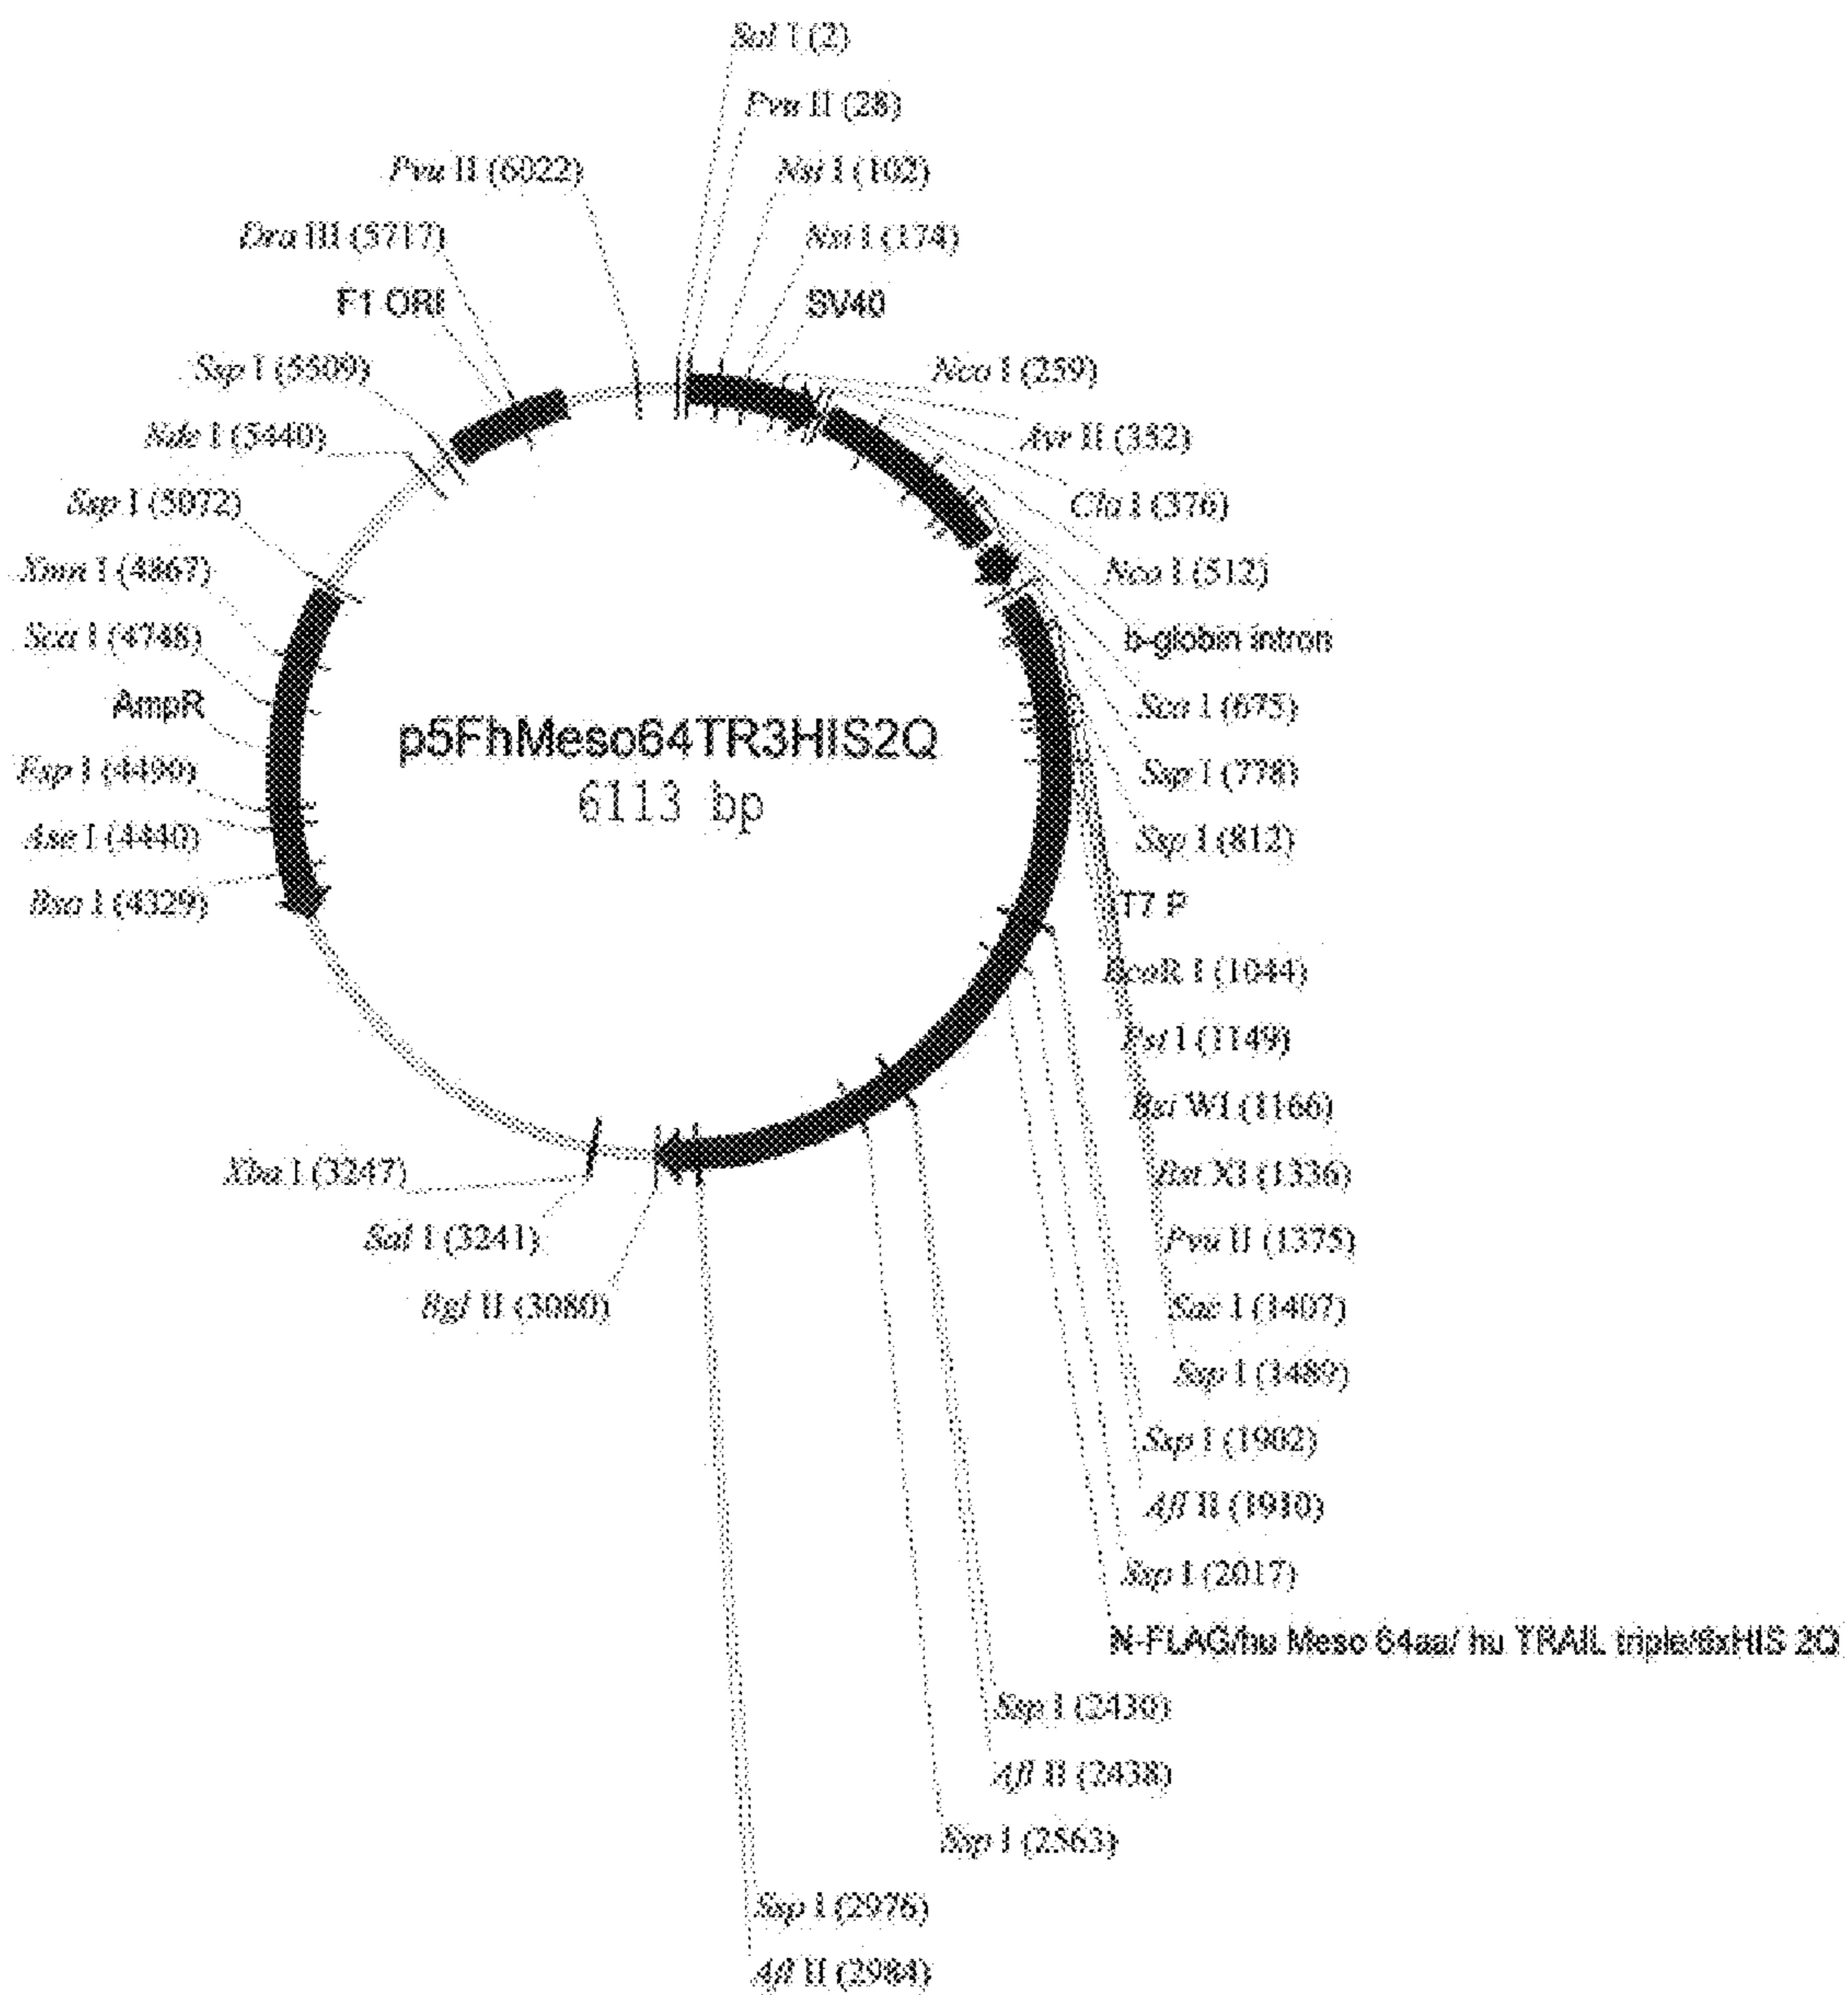 Sal I (2)
Pvu II (28)
Nsi I (102)
Nsi I (174)
SV40
Nco I (259)
Avr II (352)
Cla I (376)
Nco I (512)
b-globin intron
Sca I (675)
Ssp I (778)
Ssp I (812)
T7 P
EcoR I (1044)
Pst I (1149)
Bsi WI (1166)
Bst XI (1336)
Pvu II (1375)
Sac I (1407)
Ssp I (1489)
Ssp I (1902)
Afl II (1910)
Ssp I (2017)
N-FLAG/hu Meso 64aa/ hu TRAIL triple/6xHIS 2Q
Ssp I (2430)
Afl II (2438)
Ssp I (2563)
Ssp I (2976)
Afl II (2984)
Bgl II (3080)
Sal I (3241)
Xba I (3247)
I (4329)
Ase I (4440)
I (4490)
AmpR
Sca I (4748)
Xmn I (4867)
Ssp I (5072)
Nde I (5440)
Ssp I (5509)
F1 ORI
Dra III (5717)
Pvu II (6022)
p5FhMeso64TR3HIS2Q
6113 bp